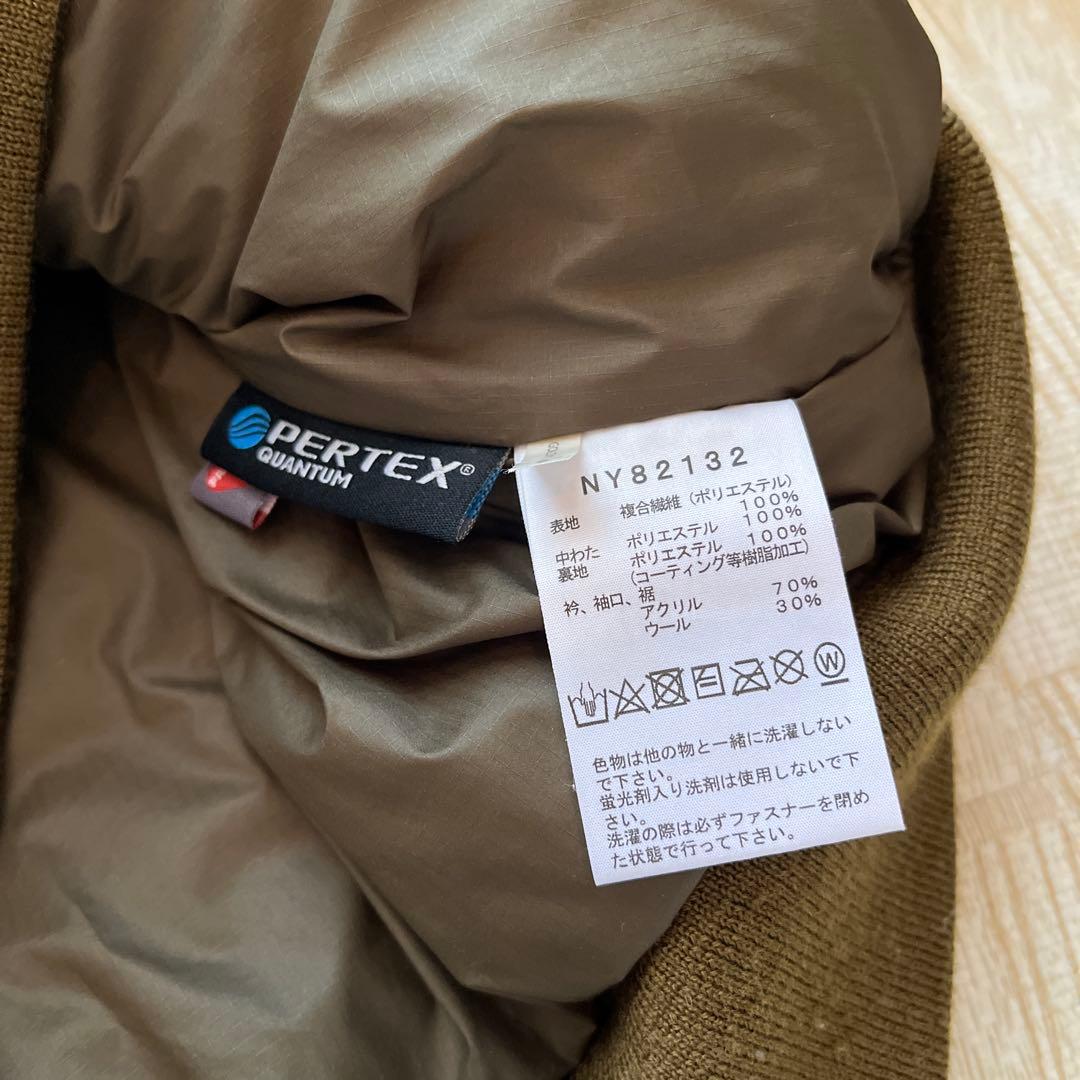 PERTEX®
QUANTUM
NY82132
表地 複合繊維(ポリエステル)
100%
中わた ポリエステル 100%
裏地 ポリエステル 100%
(コーティング等樹脂加工)
衿、袖口、裾
アクリル 70%
ウール 30%
W
色物は他の物と一緒に洗濯しない
で下さい。
蛍光剤入り洗剤は使用しないで下
さい。
洗濯の際は必ずファスナーを閉め
た状態で行って下さい。